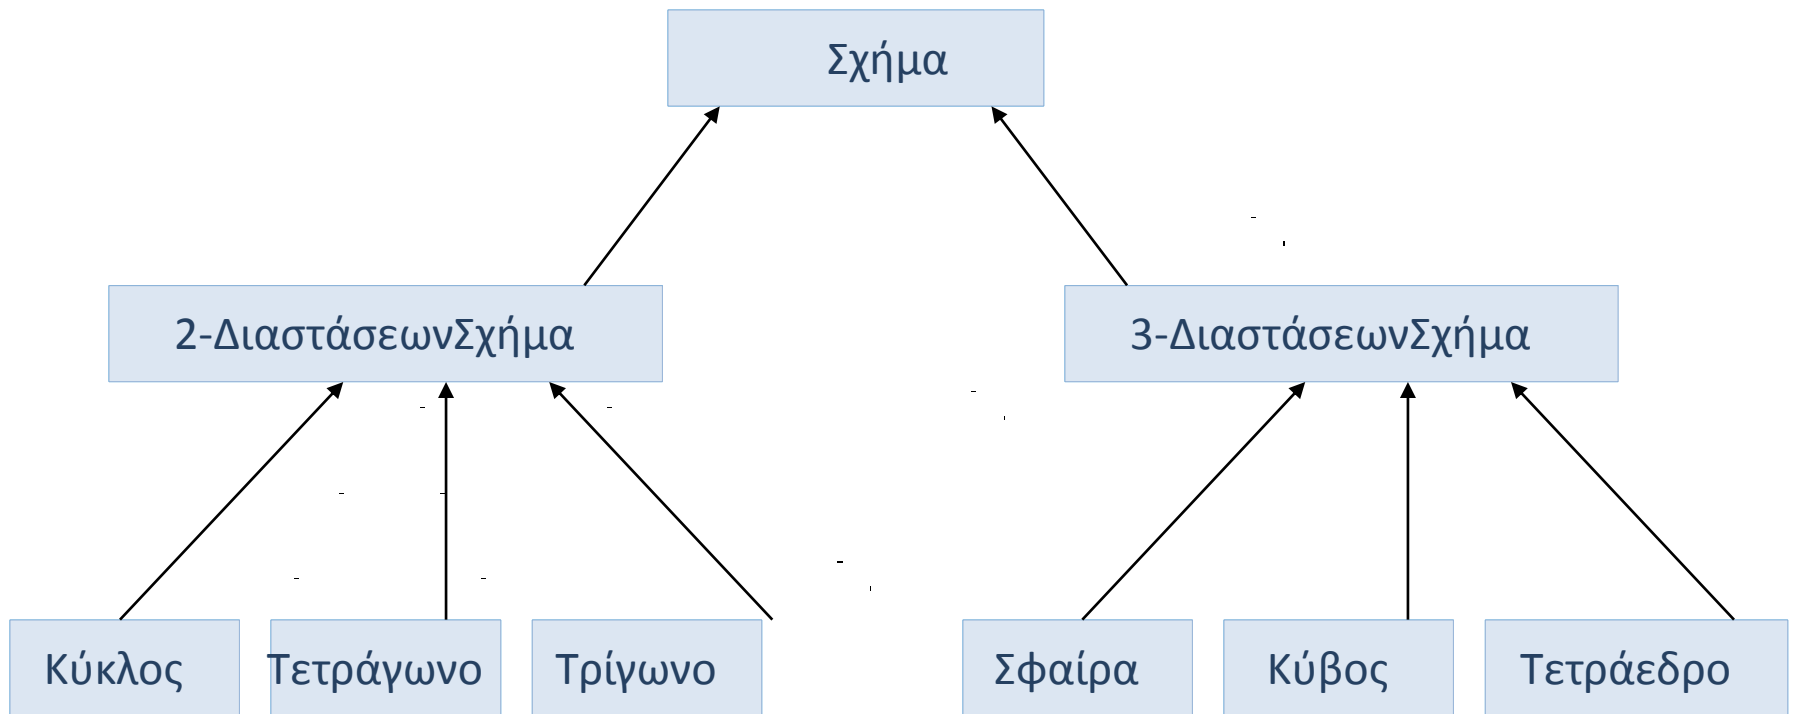 Σχήμα
2-ΔιαστάσεωνΣχήμα
3-ΔιαστάσεωνΣχήμα
Κύκλος
Τετράγωνο
Τρίγωνο
Σφαίρα
Κύβος
Τετράεδρο